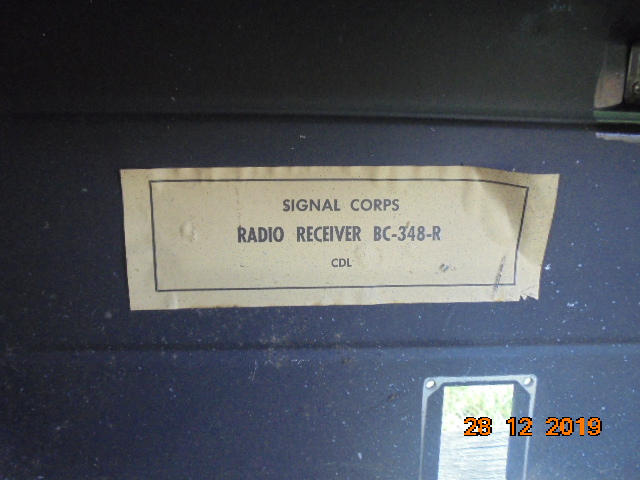 SIGNAL CORPS
RADIO RECEIVER BC-348-R
CDL
28 12 2019